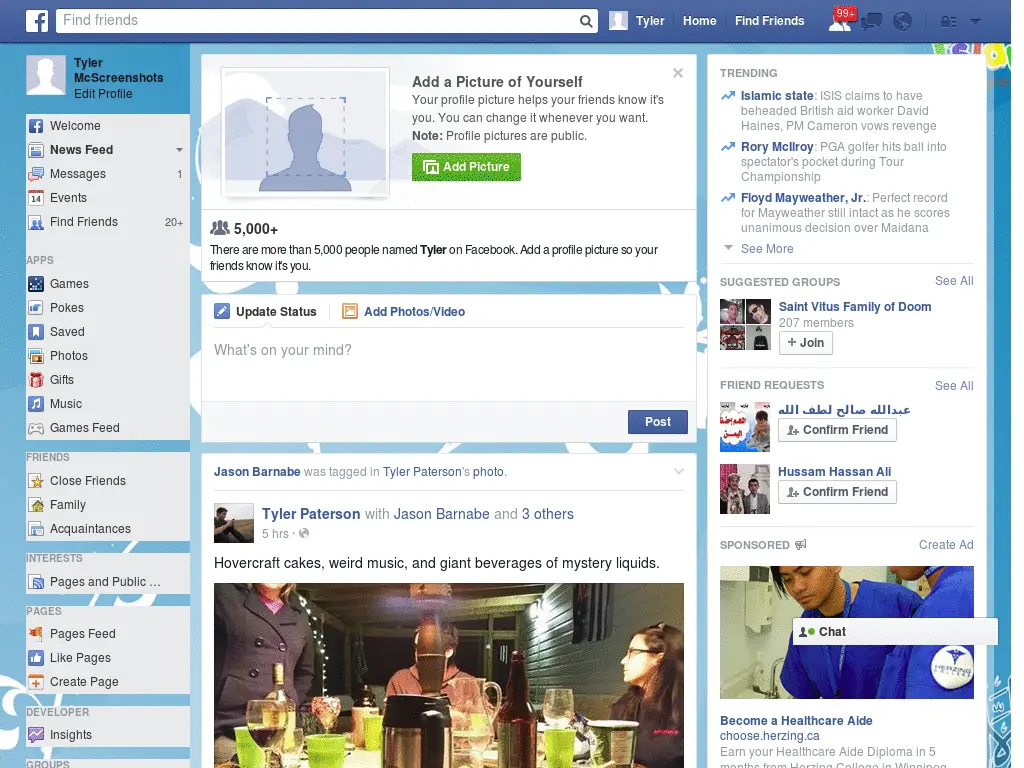 Find friends
Tyler
Home
Find Friends
99+
Tyler
McScreenshots
Edit Profile
Welcome
News Feed
Messages 1
Events
Find Friends 20+
APPS
Games
Pokes
Saved
Photos
Gifts
Music
Games Feed
FRIENDS
Close Friends
Family
Acquaintances
INTERESTS
Pages and Public ...
PAGES
Pages Feed
Like Pages
Create Page
DEVELOPER
Insights
GROUPS
Add a Picture of Yourself
Your profile picture helps your friends know it's
you. You can change it whenever you want.
Note: Profile pictures are public.
Add Picture
5,000+
There are more than 5,000 people named Tyler on Facebook. Add a profile picture so your
friends know it's you.
Update Status
Add Photos/Video
What's on your mind?
Post
Jason Barnabe was tagged in Tyler Paterson's photo.
Tyler Paterson with Jason Barnabe and 3 others
5 hrs ·
Hovercraft cakes, weird music, and giant beverages of mystery liquids.
TRENDING
Islamic state: ISIS claims to have
beheaded British aid worker David
Haines, PM Cameron vows revenge
Rory McIlroy: PGA golfer hits ball into
spectator's pocket during Tour
Championship
Floyd Mayweather, Jr.: Perfect record
for Mayweather still intact as he scores
unanimous decision over Maidana
See More
SUGGESTED GROUPS See All
Saint Vitus Family of Doom
207 members
+ Join
FRIEND REQUESTS See All
عبدالله صالح لطف الله
Confirm Friend
Hussam Hassan Ali
Confirm Friend
SPONSORED Create Ad
Chat
HERZING
COLLEGE
Become a Healthcare Aide
choose.herzing.ca
Earn your Healthcare Aide Diploma in 5
months from Herzing College in Winnipeg